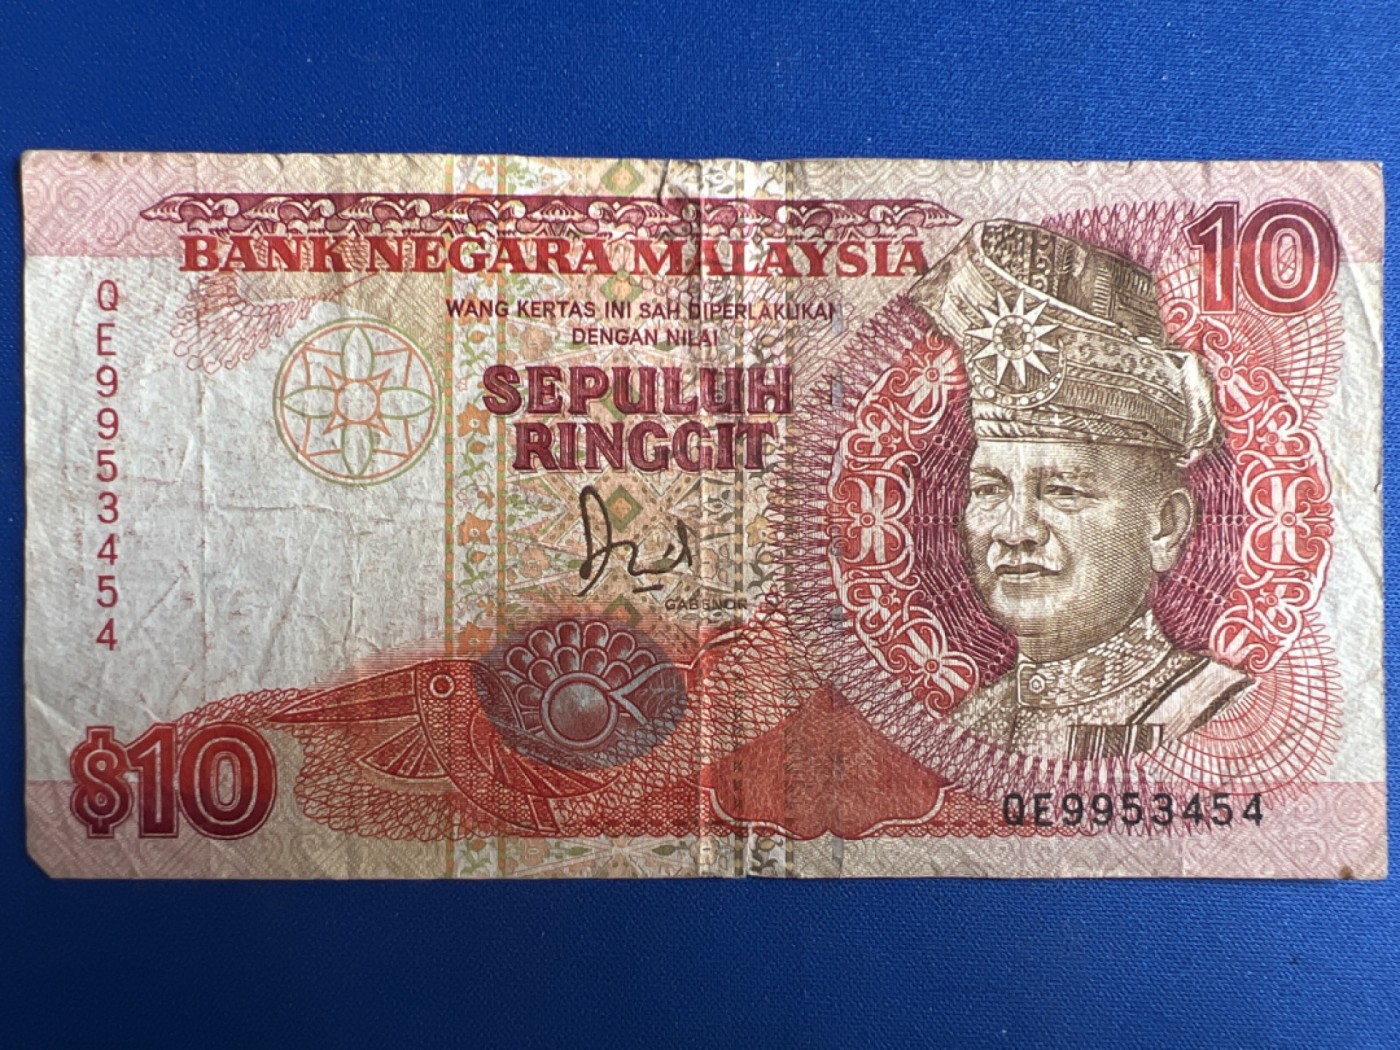 BANK NEGARA MALAYSIA
10
WANG KERTAS INI SAH DIPERLAKUKAN
DENGAN NILAI
SEPULUH
RINGGIT
QE9953454
GABENOR
$10
QE9953454